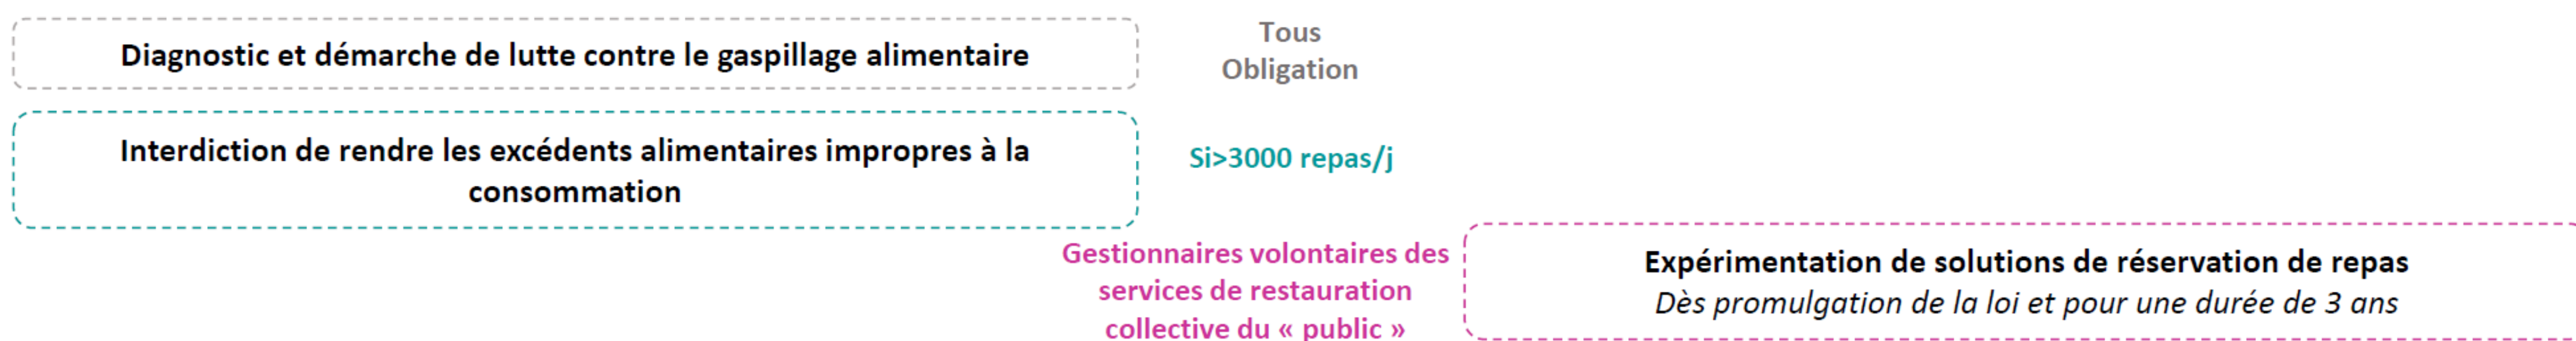 Diagnostic et démarche de lutte contre le gaspillage alimentaire
Tous
Obligation
Interdiction de rendre les excédents alimentaires impropres à la
consommation
Si>3000 repas/j
Gestionnaires volontaires des
services de restauration
collective du « public »
Expérimentation de solutions de réservation de repas
Dès promulgation de la loi et pour une durée de 3 ans